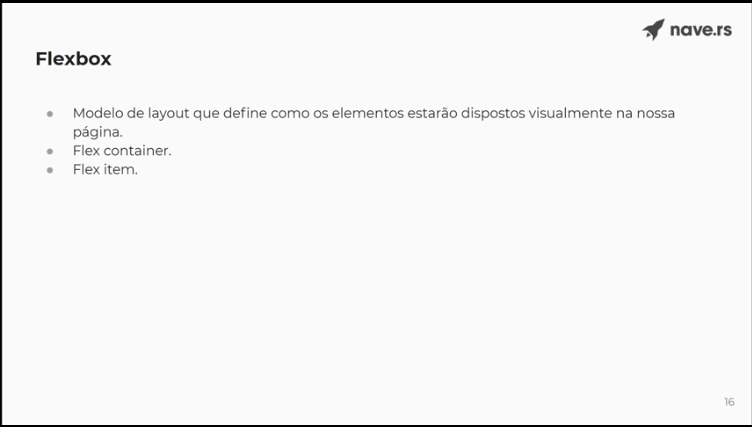 nave.rs
Flexbox
● Modelo de layout que define como os elementos estarão dispostos visualmente na nossa
página.
● Flex container.
● Flex item.
16